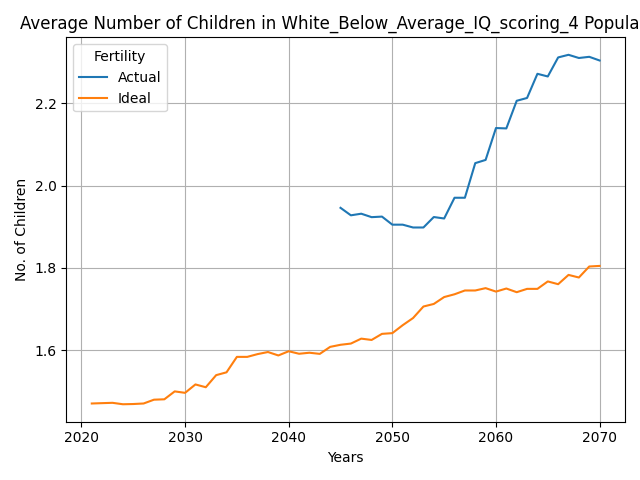 Average Number of Children in White_Below_Average_IQ_scoring_4 Popula
Fertility
Actual
Ideal
No. of Children
2.2
2.0
1.8
1.6
2020 2030 2040 2050 2060 2070
Years